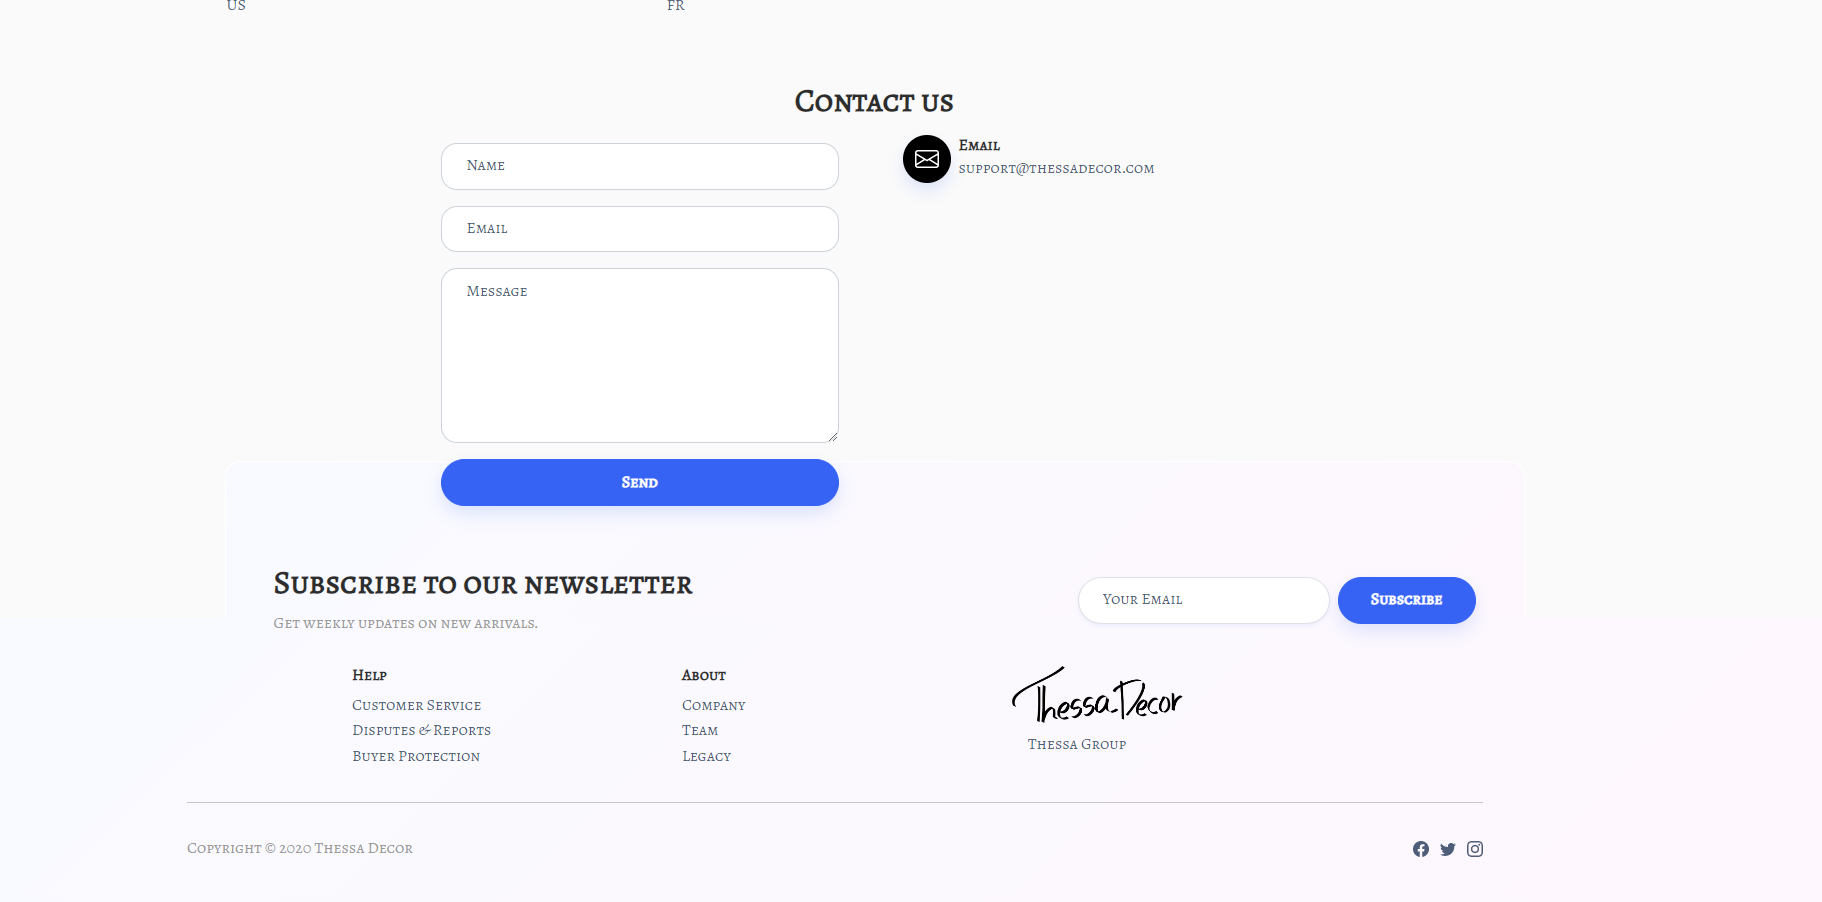 US
FR
Contact us
Name
Email
Message
Send
Email
support@thessadecor.com
Subscribe to our newsletter
Get weekly updates on new arrivals.
Your Email
Subscribe
Help
Customer Service
Disputes & Reports
Buyer Protection
About
Company
Team
Legacy
Thessa Decor
Thessa Group
Copyright © 2020 Thessa Decor